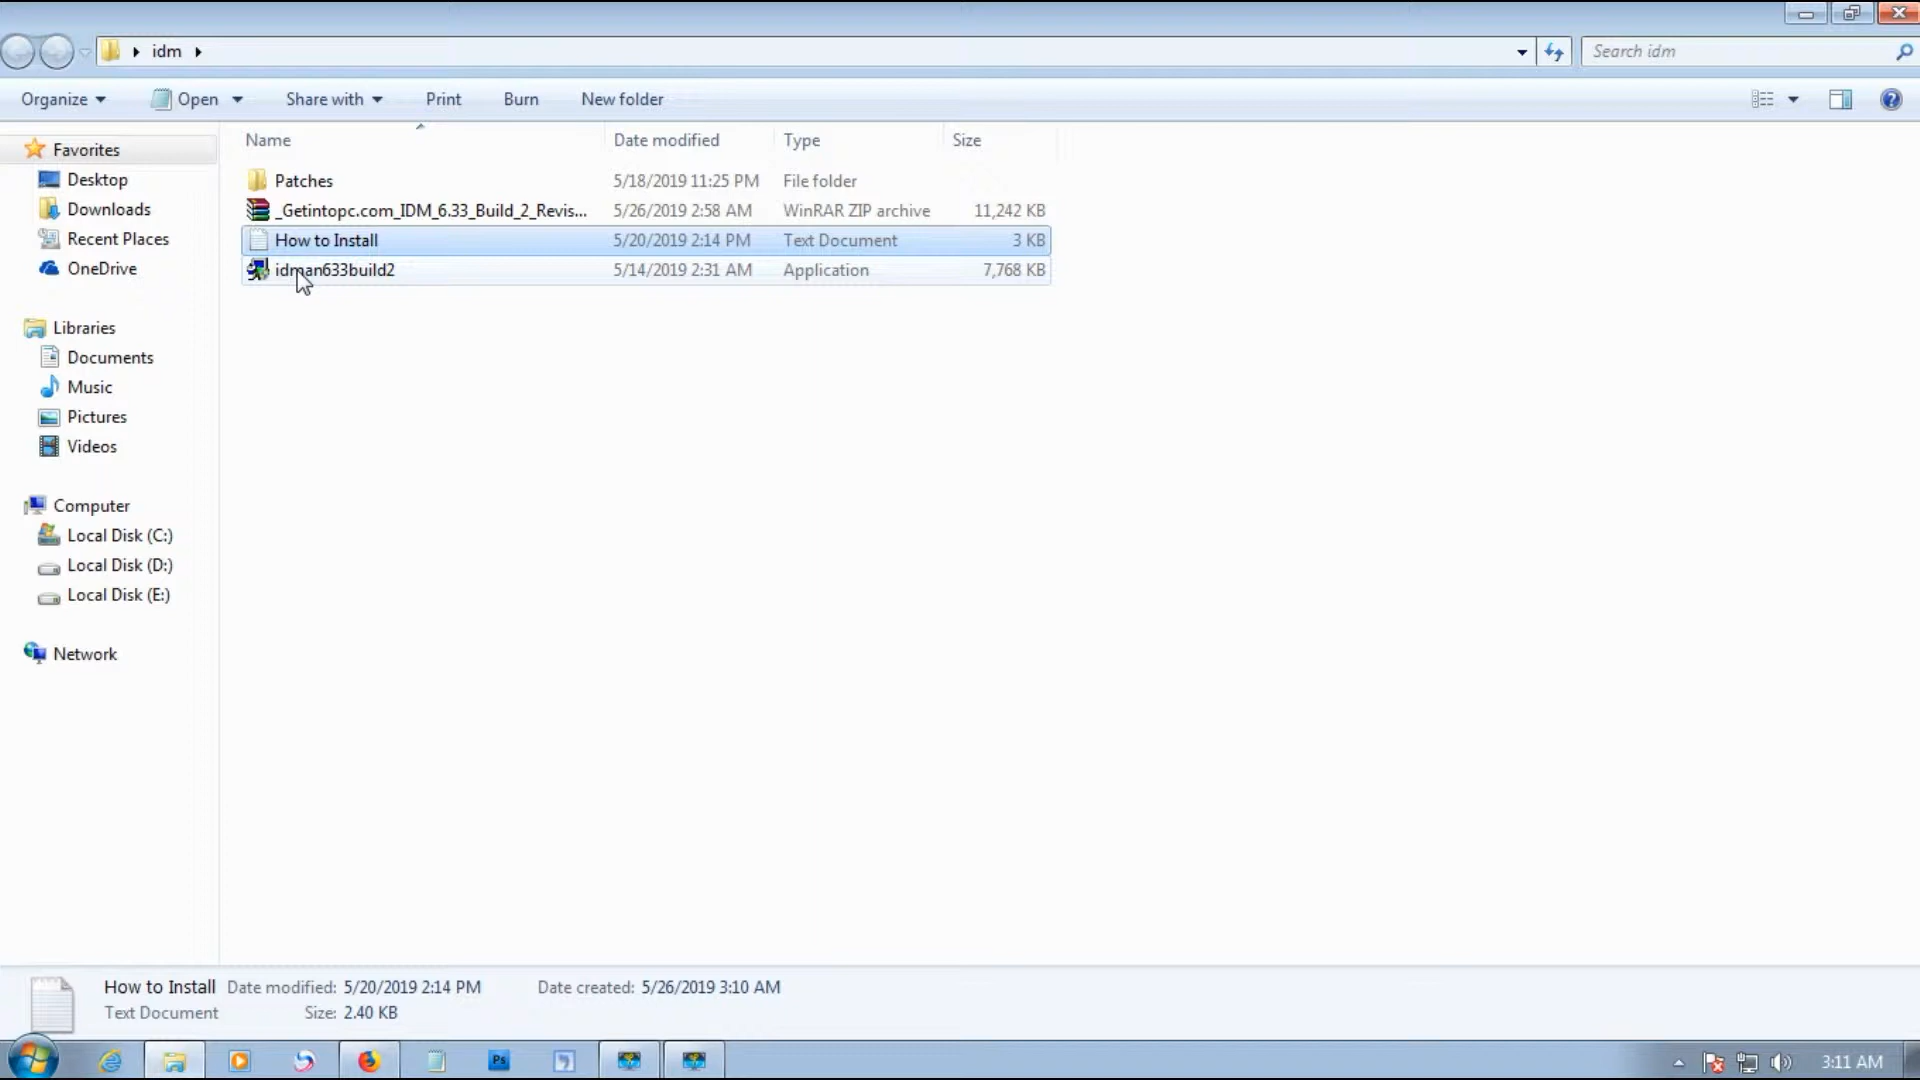 idm
Search idm
Organize Open Share with Print Burn New folder
Name Date modified Type Size
Favorites
Desktop
Downloads
Recent Places
OneDrive
Libraries
Documents
Music
Pictures
Videos
Computer
Local Disk (C:)
Local Disk (D:)
Local Disk (E:)
Network
Patches 5/18/2019 11:25 PM File folder
_Getintopc.com_IDM_6.33_Build_2_Revis... 5/26/2019 2:58 AM WinRAR ZIP archive 11,242 KB
How to Install 5/20/2019 2:14 PM Text Document 3 KB
idman633build2 5/14/2019 2:31 AM Application 7,768 KB
How to Install Date modified: 5/20/2019 2:14 PM Date created: 5/26/2019 3:10 AM
Text Document Size: 2.40 KB
Ps
3:11 AM